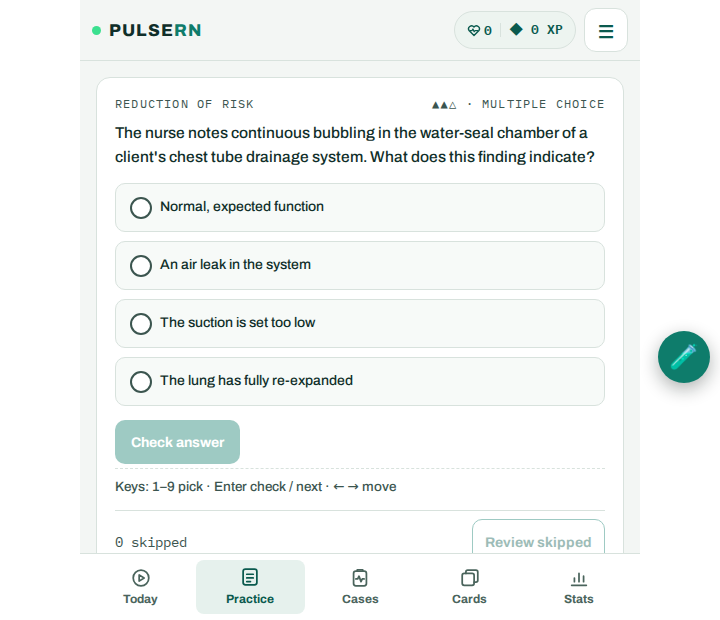 PULSERN
0
0 XP
REDUCTION OF RISK
· MULTIPLE CHOICE
The nurse notes continuous bubbling in the water-seal chamber of a
client's chest tube drainage system. What does this finding indicate?
Normal, expected function
An air leak in the system
The suction is set too low
The lung has fully re-expanded
Check answer
Keys: 1–9 pick · Enter check / next · ← → move
0 skipped
Review skipped
Today
Practice
Cases
Cards
Stats